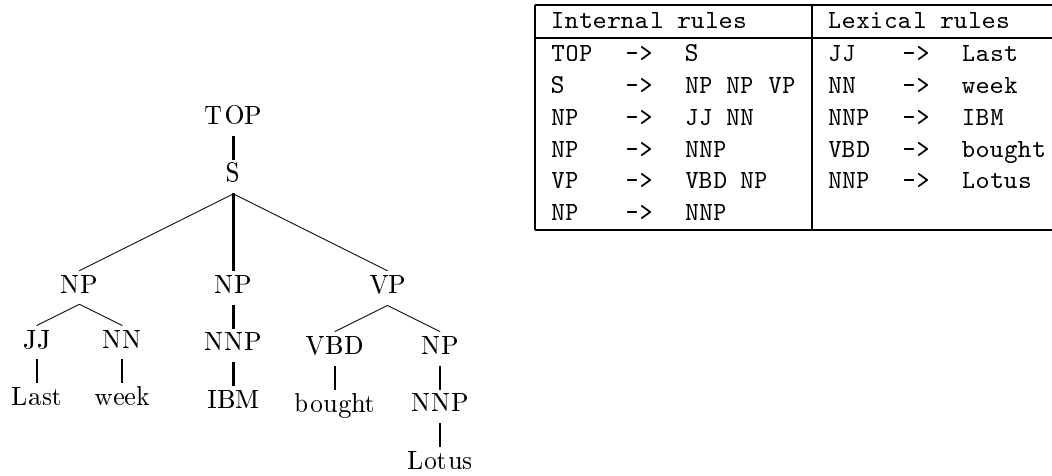 Internal rules Lexical rules
TOP -> S JJ -> Last
S -> NP NP VP NN -> week
NP -> JJ NN NNP -> IBM
NP -> NNP VBD -> bought
VP -> VBD NP NNP -> Lotus
NP -> NNP
TOP
S
NP NP VP
JJ NN NNP VBD NP
Last week IBM bought NNP
Lotus